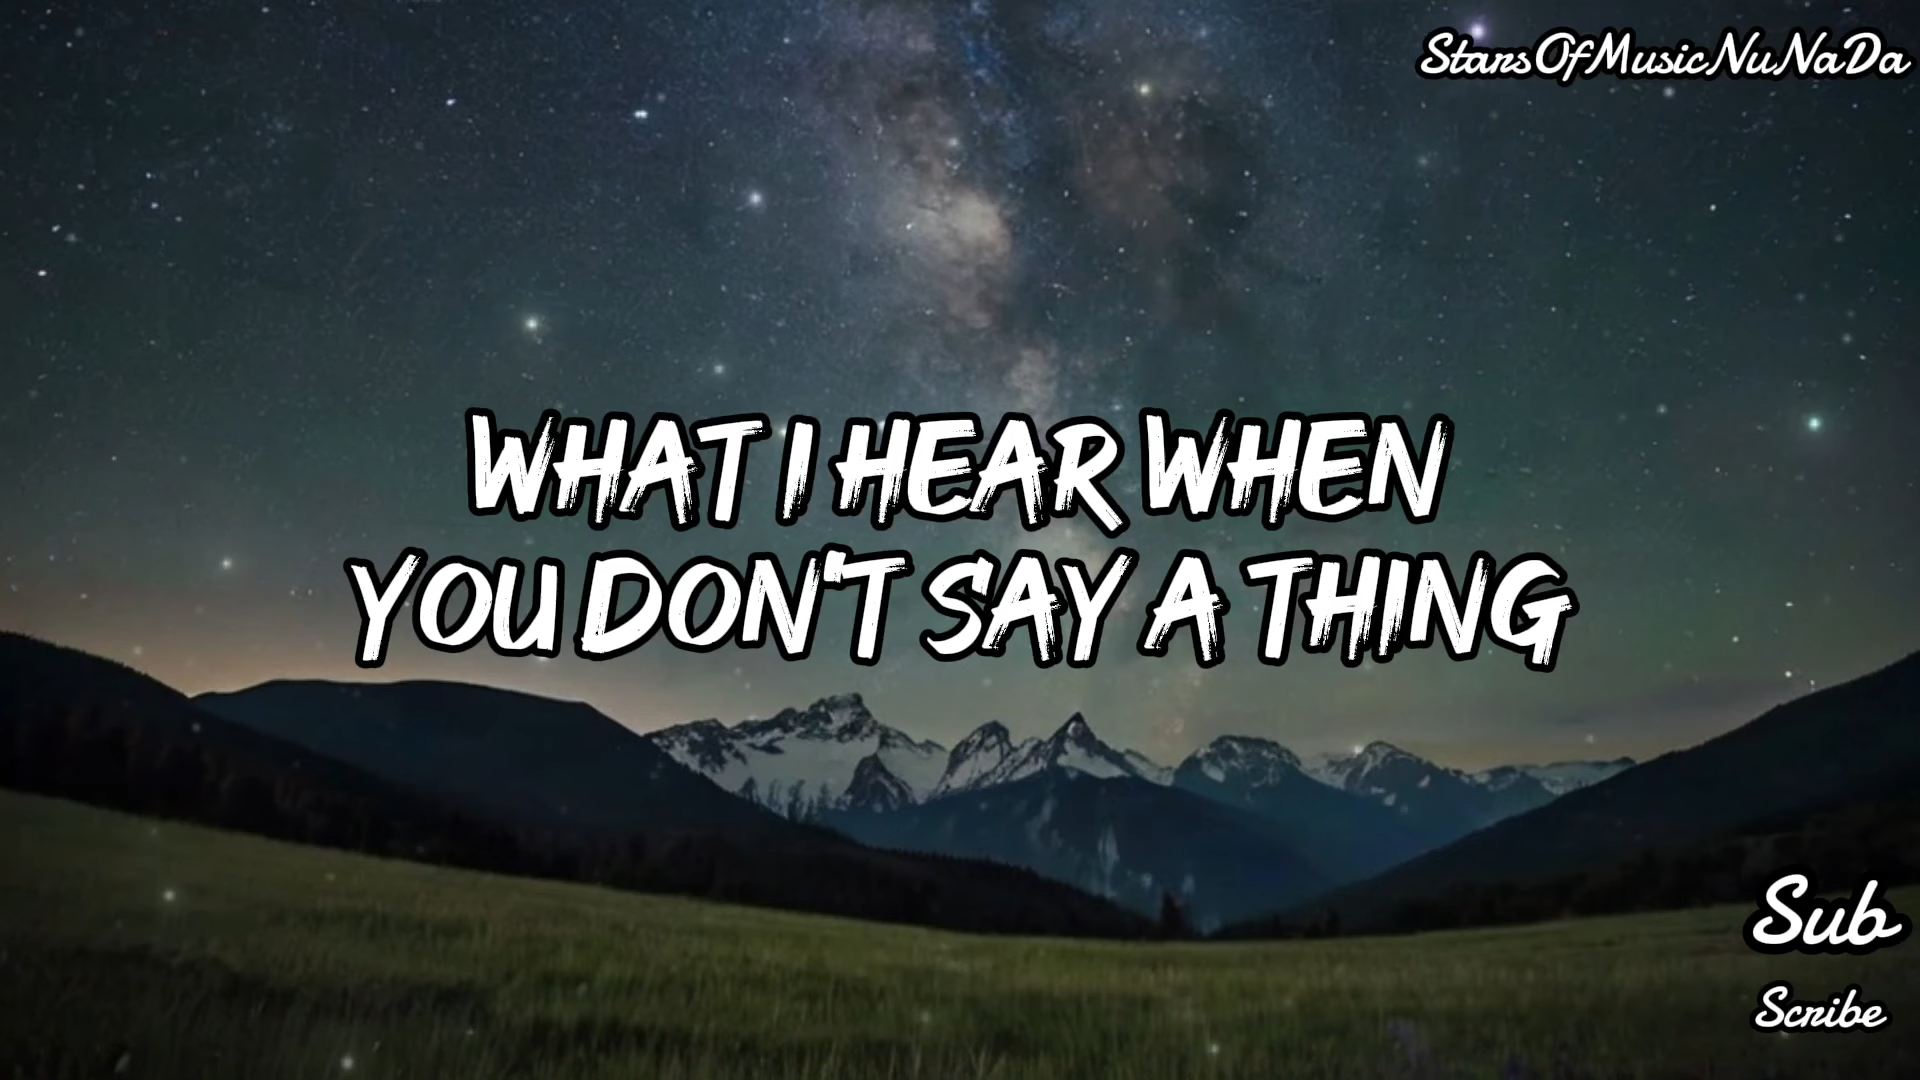 StarsOfMusicNuNaDa
WHAT I HEAR WHEN
YOU DON'T SAY A THING
Sub
Scribe